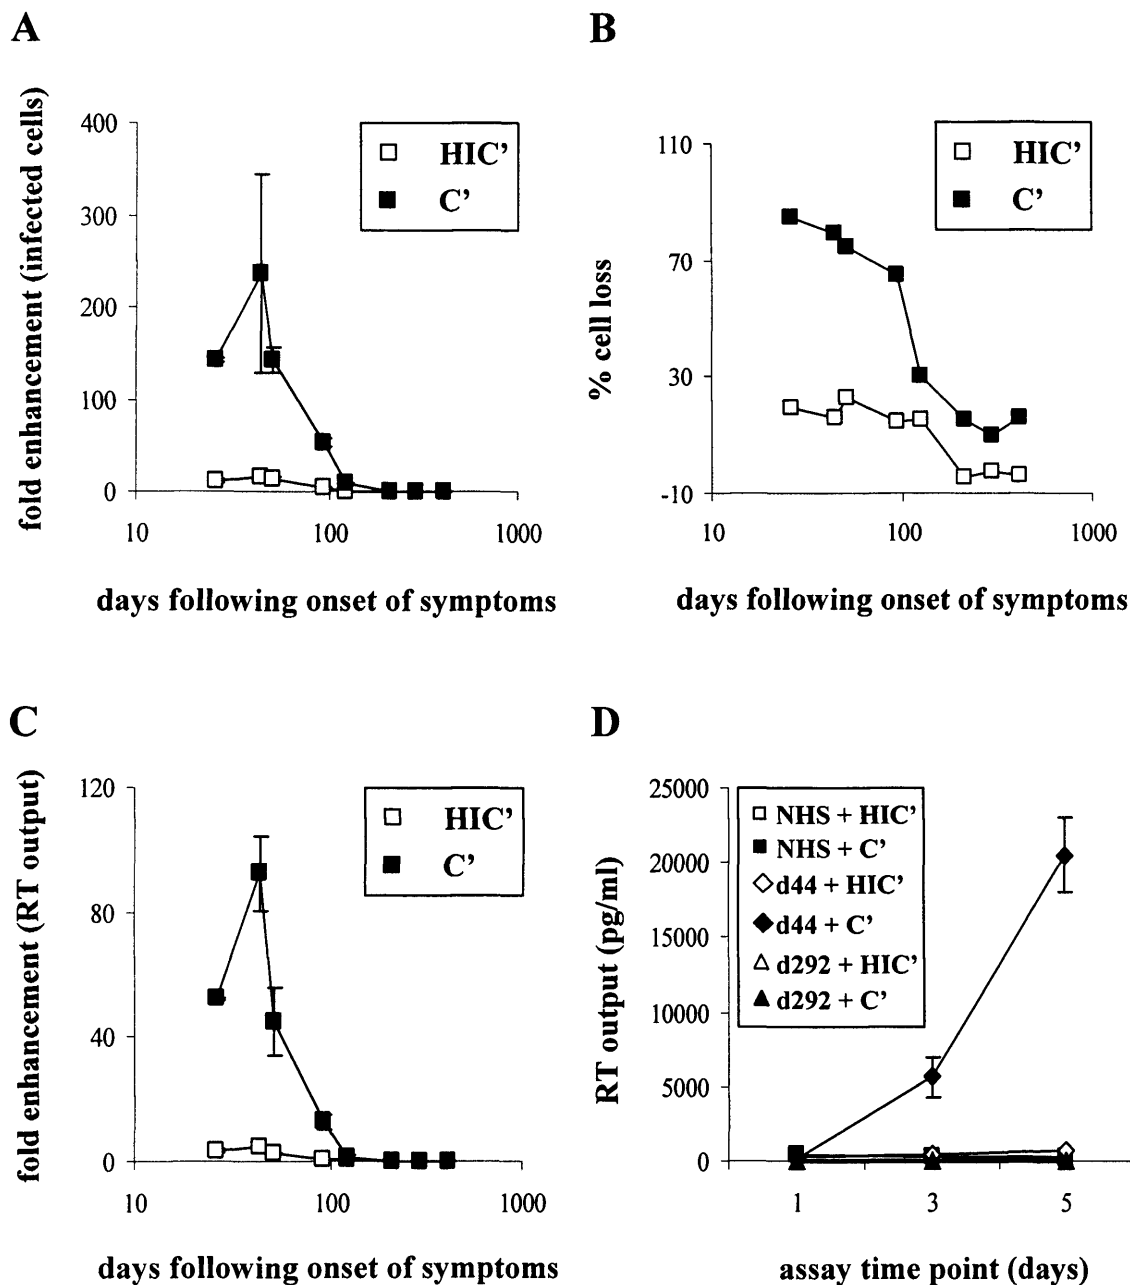 A
fold enhancement (infected cells)
400
300
200
100
0
10
100
1000
HIC’
C’
days following onset of symptoms
B
% cell loss
110
70
30
-10
10
100
1000
HIC’
C’
days following onset of symptoms
C
fold enhancement (RT output)
120
80
40
0
10
100
1000
HIC’
C’
days following onset of symptoms
D
RT output (pg/ml)
25000
20000
15000
10000
5000
0
1
3
5
NHS + HIC’
NHS + C’
d44 + HIC’
d44 + C’
d292 + HIC’
d292 + C’
assay time point (days)